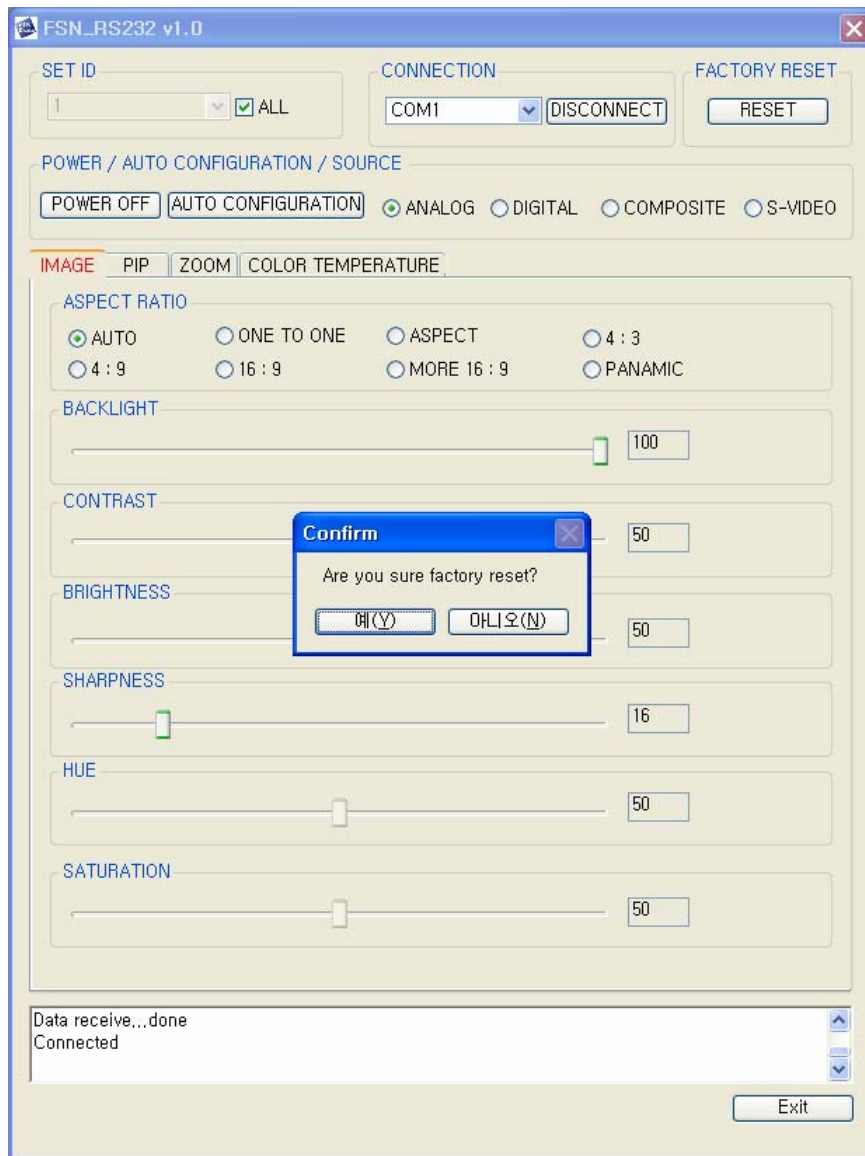 FSN_RS232 v1.0
SET ID
CONNECTION
FACTORY RESET
1
ALL
COM1
DISCONNECT
RESET
POWER / AUTO CONFIGURATION / SOURCE
POWER OFF
AUTO CONFIGURATION
ANALOG
DIGITAL
COMPOSITE
S-VIDEO
IMAGE
PIP
ZOOM
COLOR TEMPERATURE
ASPECT RATIO
AUTO
ONE TO ONE
ASPECT
4 : 3
4 : 9
16 : 9
MORE 16 : 9
PANAMIC
BACKLIGHT
100
CONTRAST
50
Confirm
Are you sure factory reset?
예(Y)
아니오(N)
BRIGHTNESS
50
SHARPNESS
16
HUE
50
SATURATION
50
Data receive,,,done
Connected
Exit